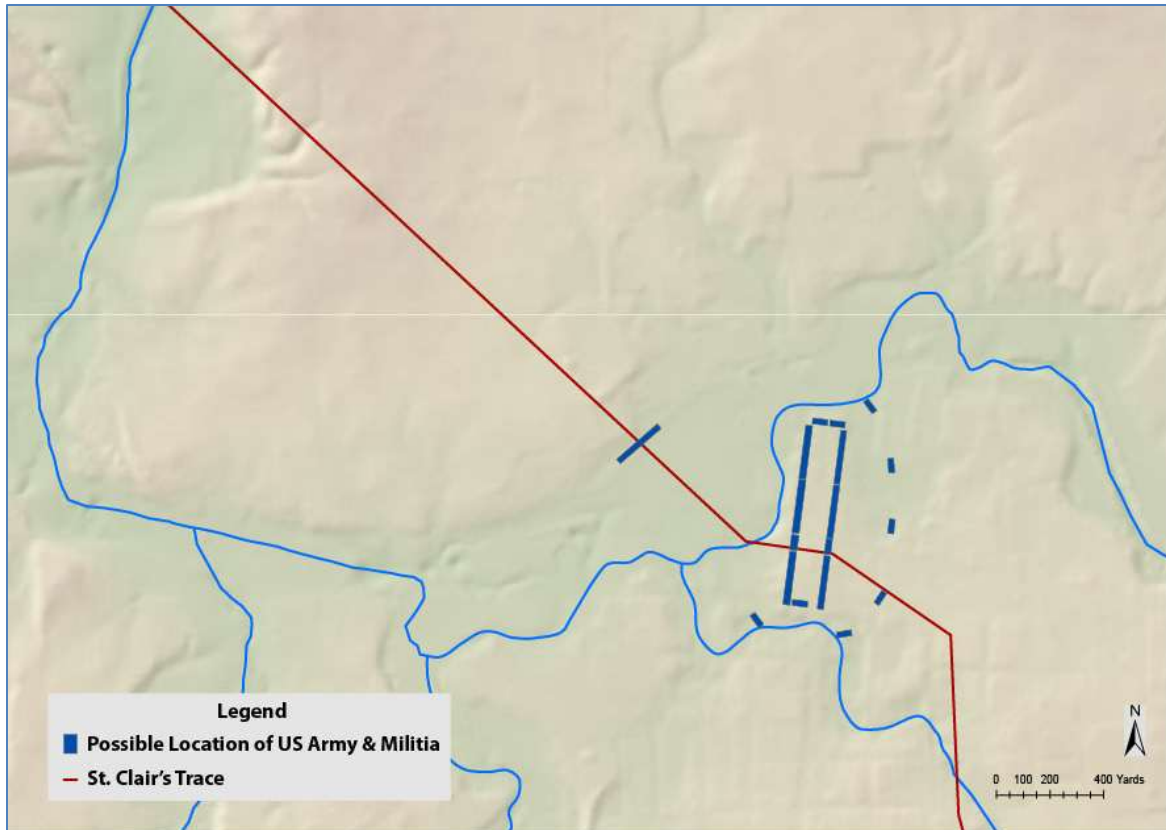 Legend
Possible Location of US Army & Militia
St. Clair's Trace
N
0 100 200 400 Yards